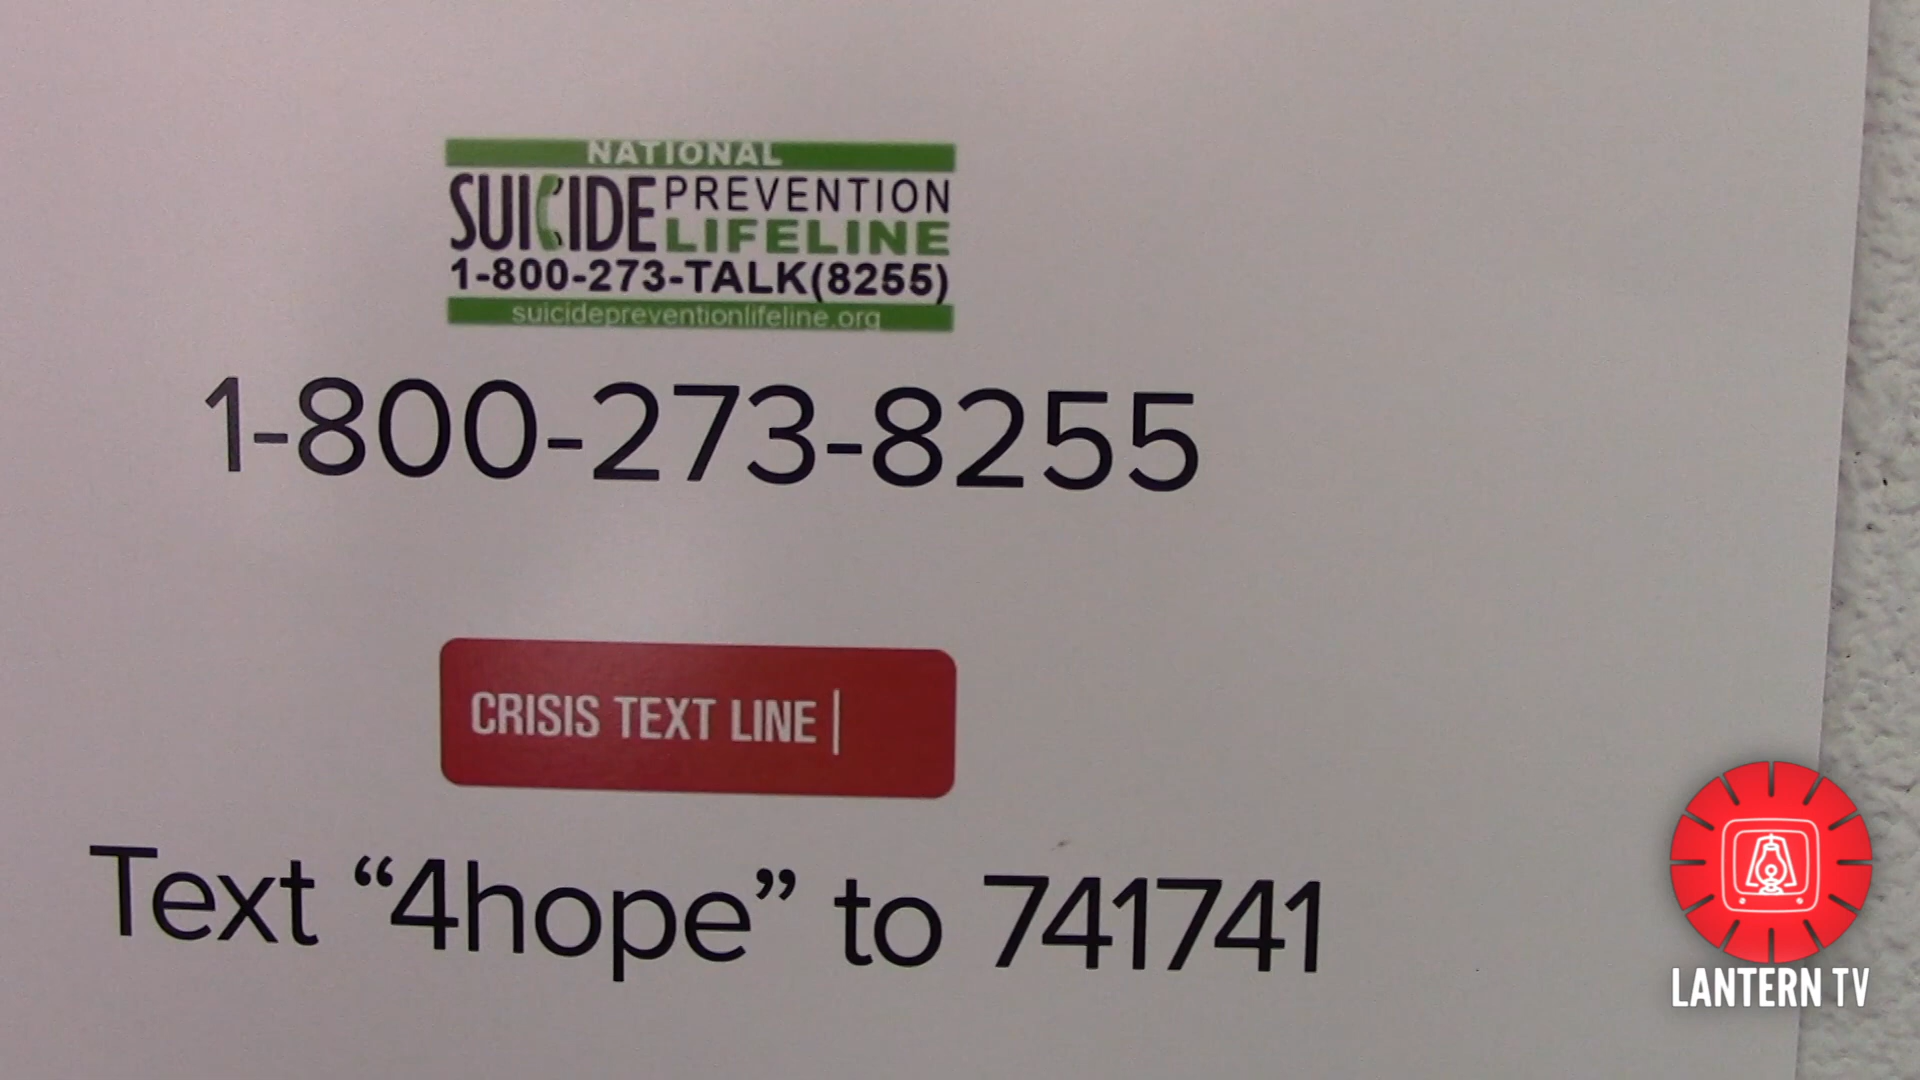 NATIONAL
SUICIDE PREVENTION
LIFELINE
1-800-273-TALK(8255)
suicidepreventionlifeline.org
1-800-273-8255
CRISIS TEXT LINE |
Text “4hope” to 741741
LANTERN TV